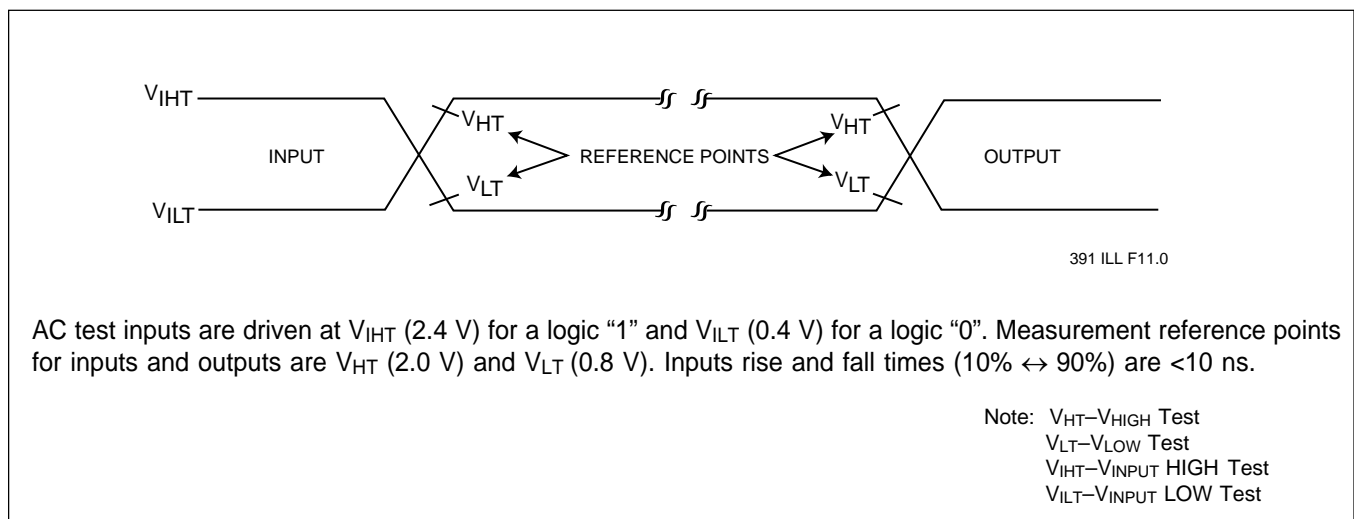 VIHT
VHT
VHT
INPUT
REFERENCE POINTS
OUTPUT
VLT
VLT
VILT
391 ILL F11.0
AC test inputs are driven at VIHT (2.4 V) for a logic “1” and VILT (0.4 V) for a logic “0”. Measurement reference points
for inputs and outputs are VHT (2.0 V) and VLT (0.8 V). Inputs rise and fall times (10% ↔ 90%) are <10 ns.
Note: VHT–VHIGH Test
VLT–VLOW Test
VIHT–VINPUT HIGH Test
VILT–VINPUT LOW Test